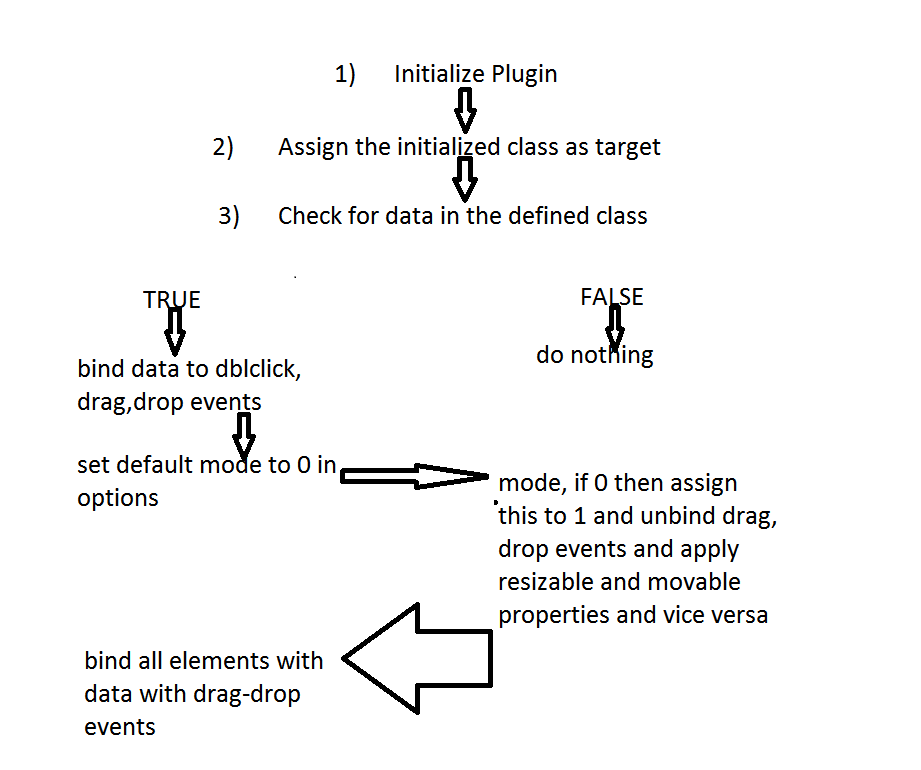 1) Initialize Plugin
2) Assign the initialized class as target
3) Check for data in the defined class
TRUE
FALSE
bind data to dblclick,
drag,drop events
do nothing
set default mode to 0 in
options
mode, if 0 then assign
this to 1 and unbind drag,
drop events and apply
resizable and movable
properties and vice versa
bind all elements with
data with drag-drop
events